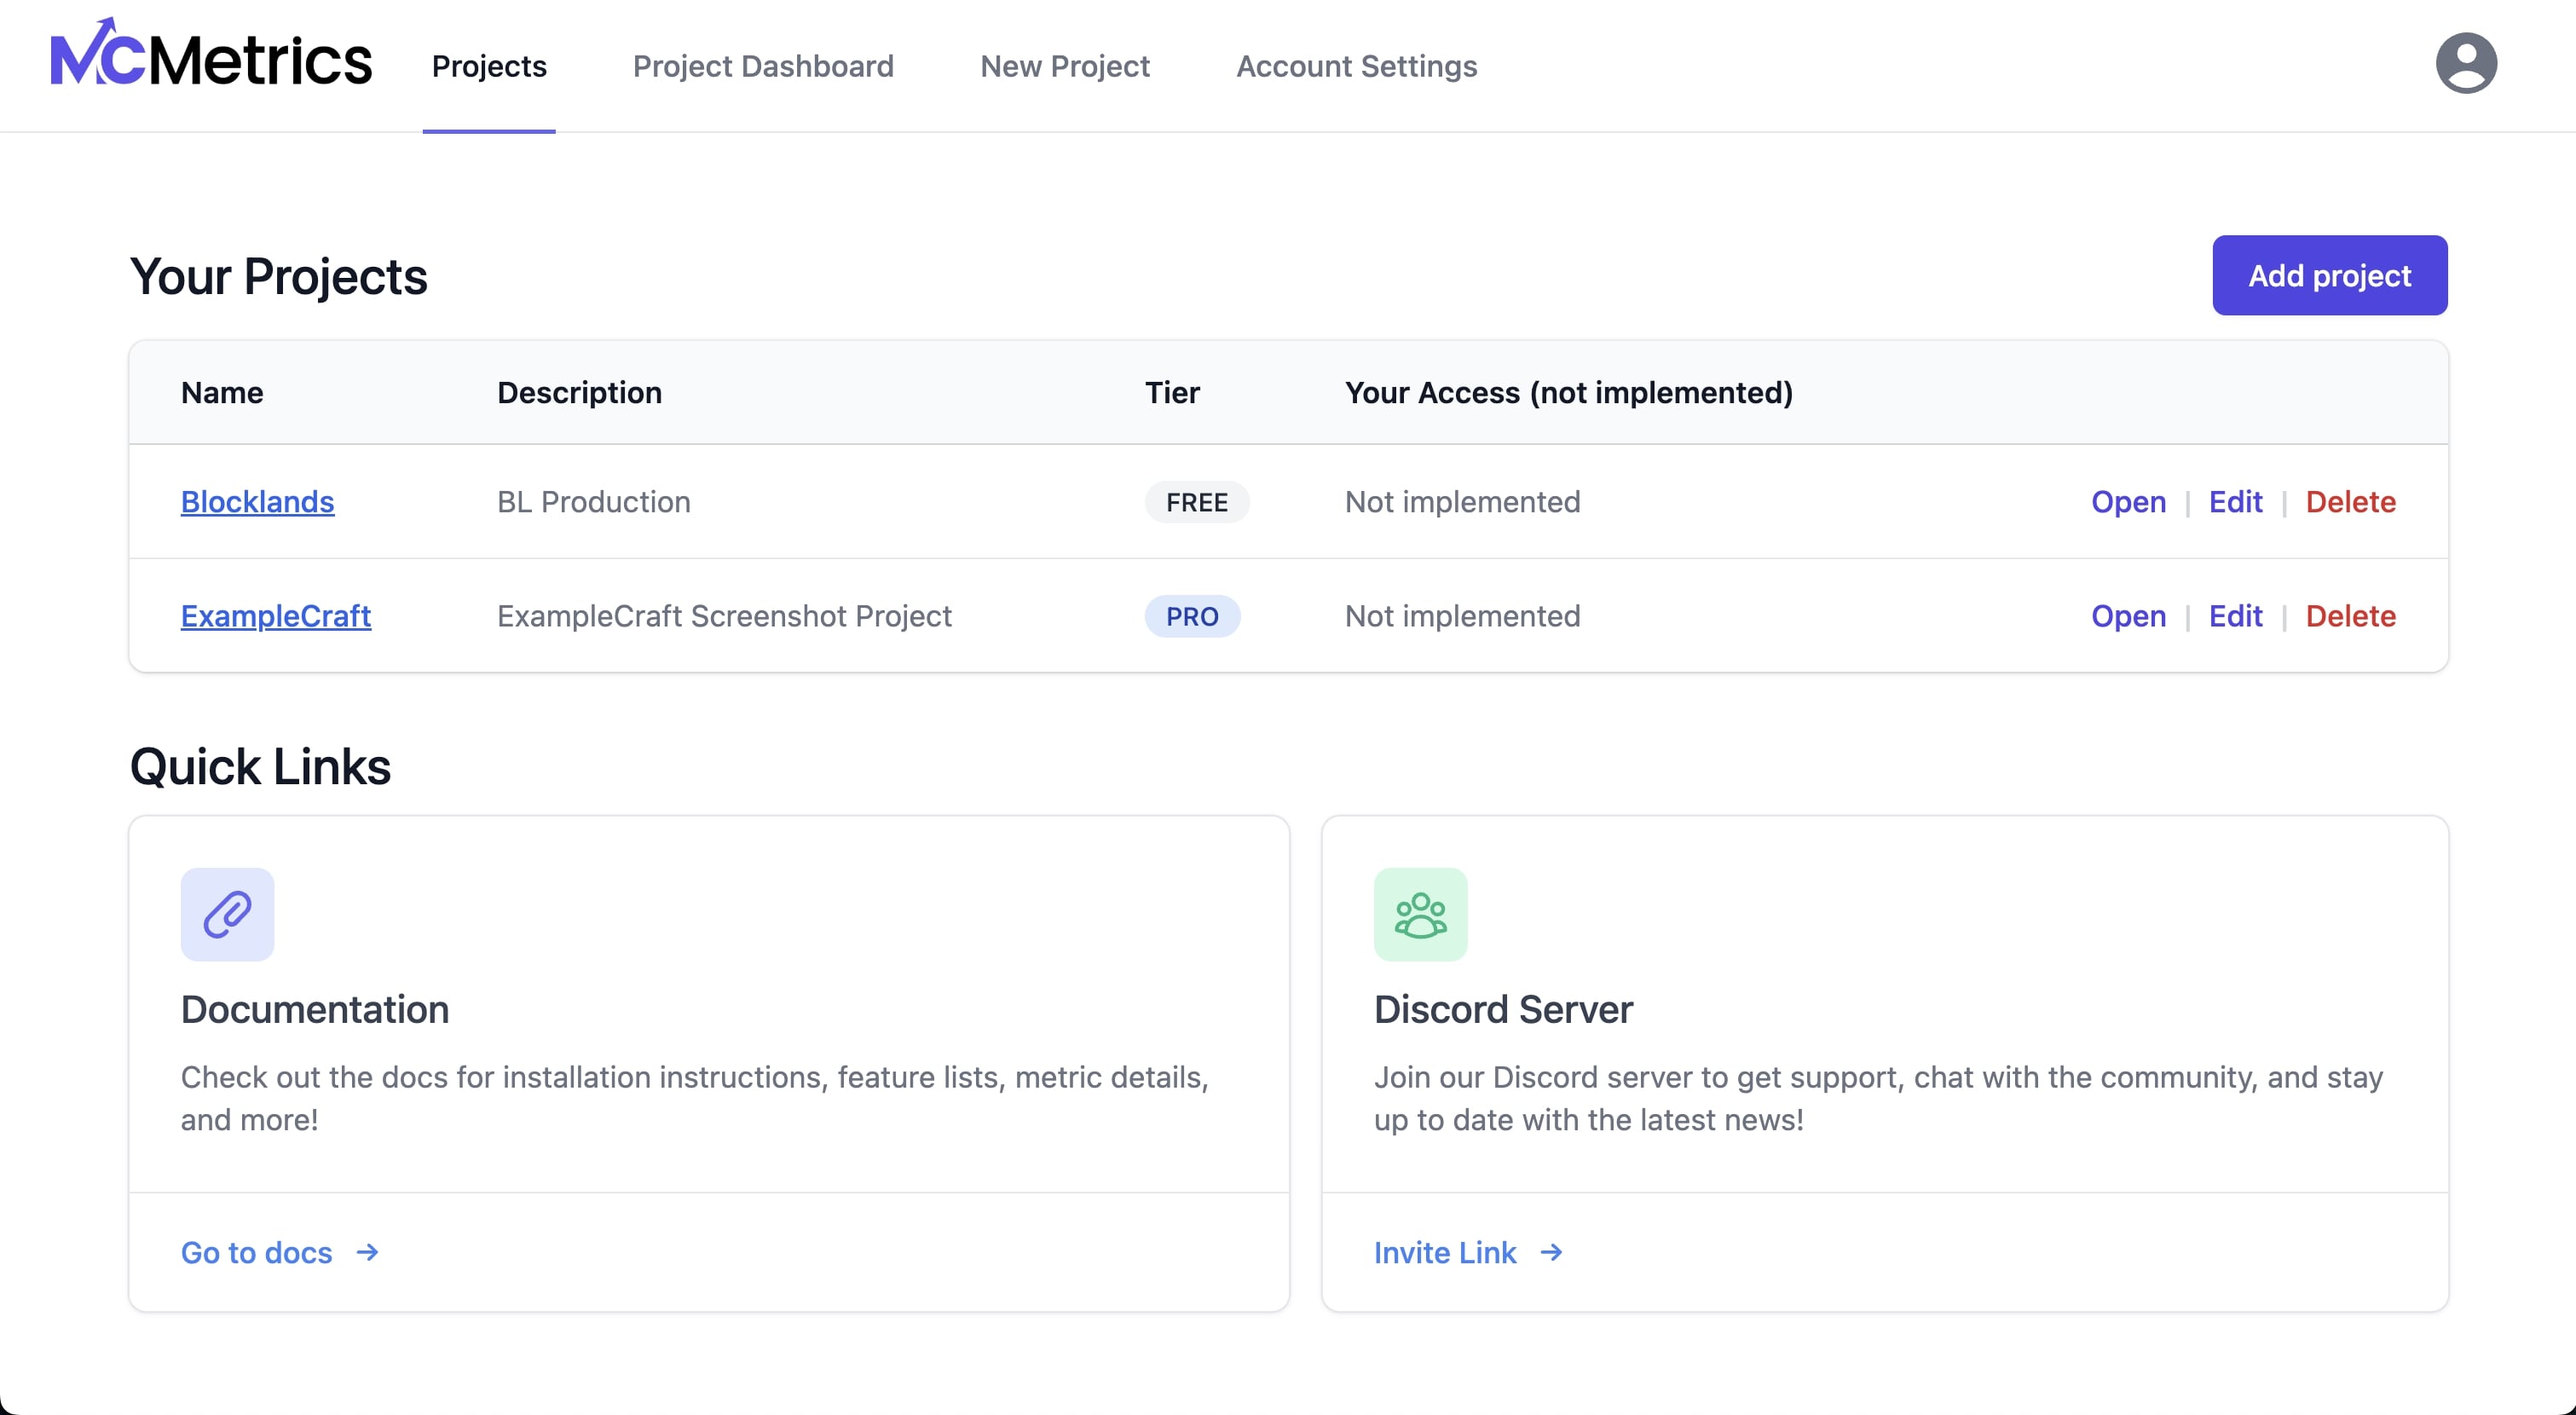 MCMetrics Projects Project Dashboard New Project Account Settings
Your Projects Add project
Name Description Tier Your Access (not implemented)
Blocklands BL Production FREE Not implemented Open | Edit | Delete
ExampleCraft ExampleCraft Screenshot Project PRO Not implemented Open | Edit | Delete
Quick Links
Documentation
Check out the docs for installation instructions, feature lists, metric details,
and more!
Go to docs →
Discord Server
Join our Discord server to get support, chat with the community, and stay
up to date with the latest news!
Invite Link →